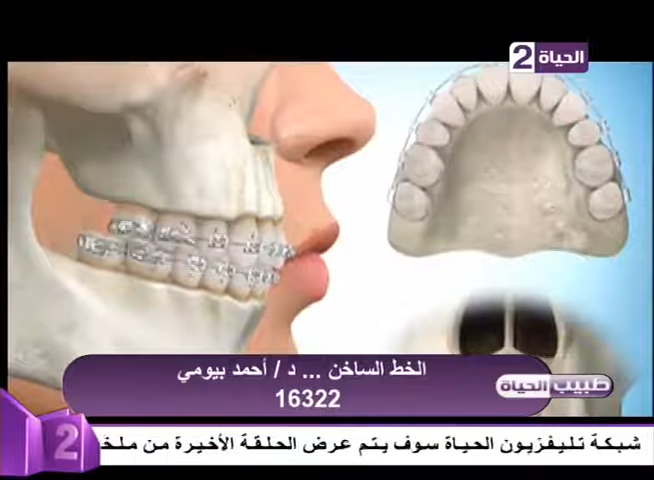 الحياة 2
الخط الساخن ... د / أحمد بيومي
16322
طبيب الحياة
شبكة تليفزيون الحياة سوف يتم عرض الحلقة الأخيرة من
2